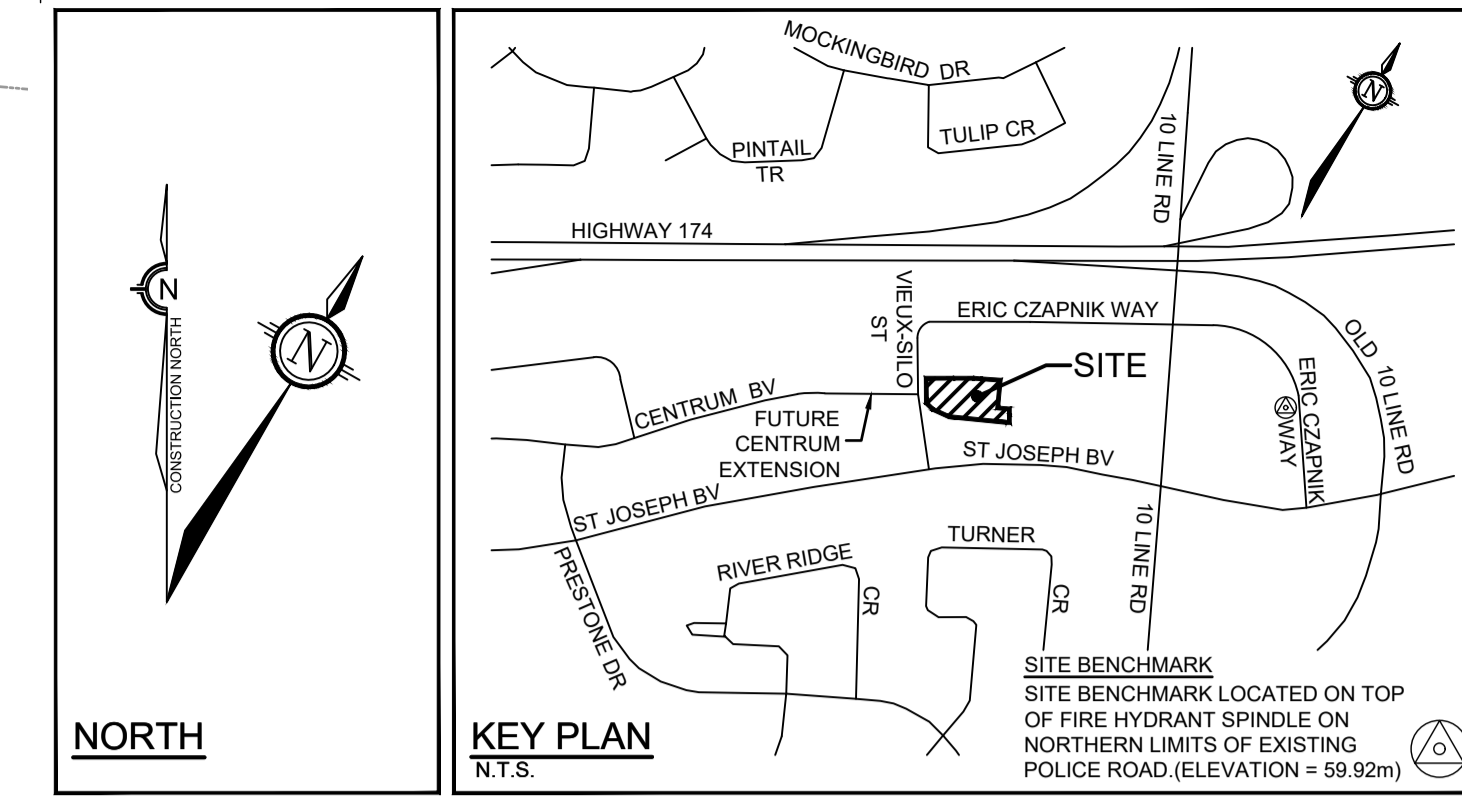 N
CONSTRUCTION NORTH
N
NORTH
MOCKINGBIRD DR
N
TULIP CR
PINTAIL
TR
10 LINE RD
HIGHWAY 174
VIEUX-SILO
ST
ERIC CZAPNIK WAY
OLD 10 LINE RD
SITE
ERIC CZAPNIK
WAY
CENTRUM BV
FUTURE
CENTRUM
EXTENSION
ST JOSEPH BV
ST JOSEPH BV
10 LINE RD
TURNER
CR
RIVER RIDGE
CR
PRESTONE DR
SITE BENCHMARK
SITE BENCHMARK LOCATED ON TOP
OF FIRE HYDRANT SPINDLE ON
NORTHERN LIMITS OF EXISTING
POLICE ROAD.(ELEVATION = 59.92m)
KEY PLAN
N.T.S.